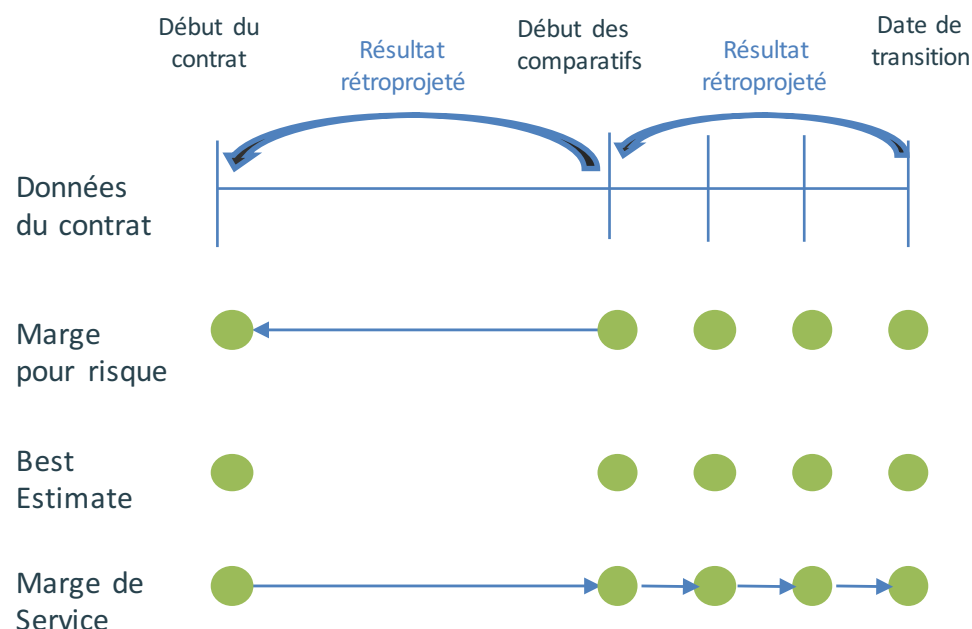 Début du
contrat
Résultat
rétroprojeté
Début des
comparatifs
Résultat
rétroprojeté
Date de
transition
Données
du contrat
Marge
pour risque
Best
Estimate
Marge de
Service